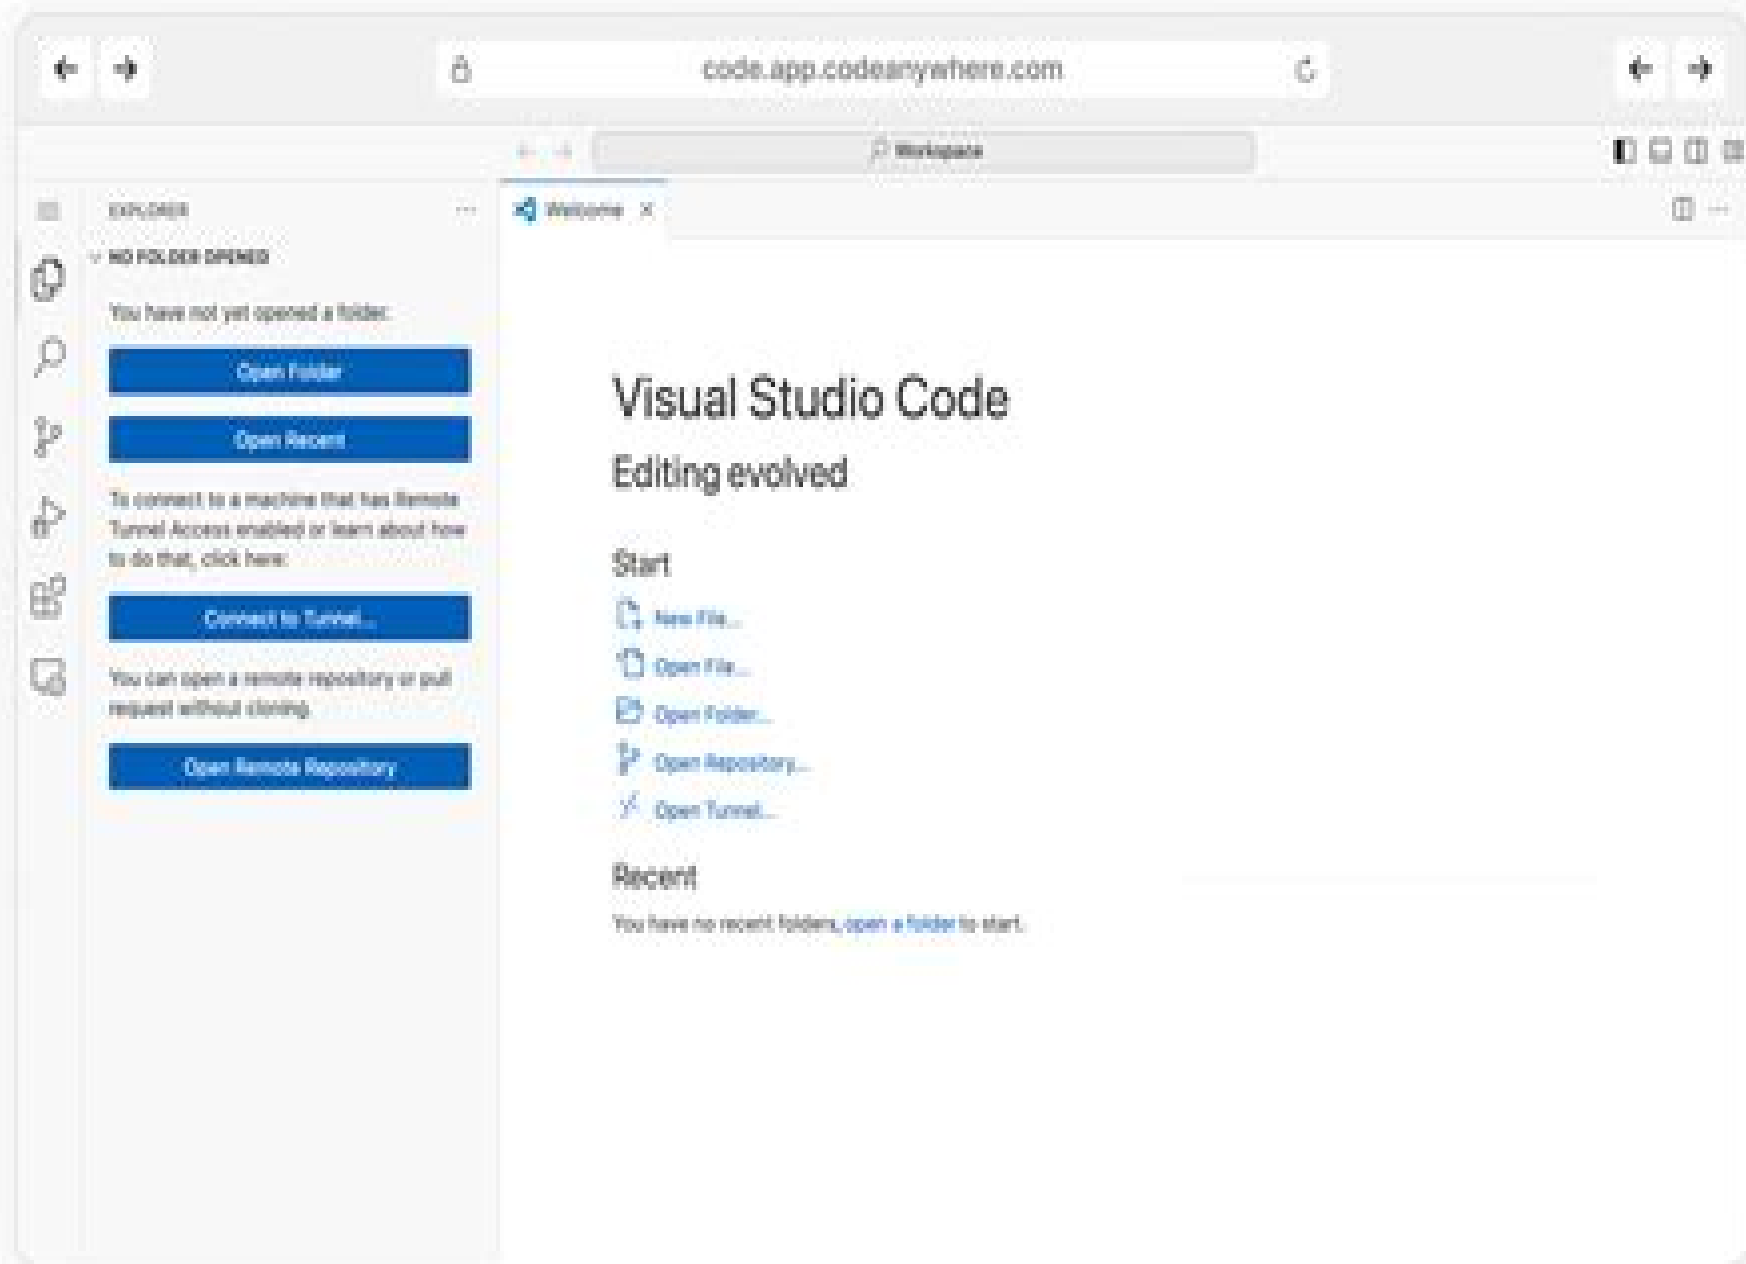 code.app.codeanywhere.com
Workspace
EXPLORER
Welcome
NO FOLDER OPENED
You have not yet opened a folder.
Open Folder
Open Recent
To connect to a machine that has Remote
Tunnel Access enabled or learn about how
to do that, click here.
Connect to Tunnel...
You can open a remote repository or pull
request without cloning.
Open Remote Repository
Visual Studio Code
Editing evolved
Start
New File...
Open File...
Open Folder...
Open Repository...
Open Tunnel...
Recent
You have no recent folders, open a folder to start.